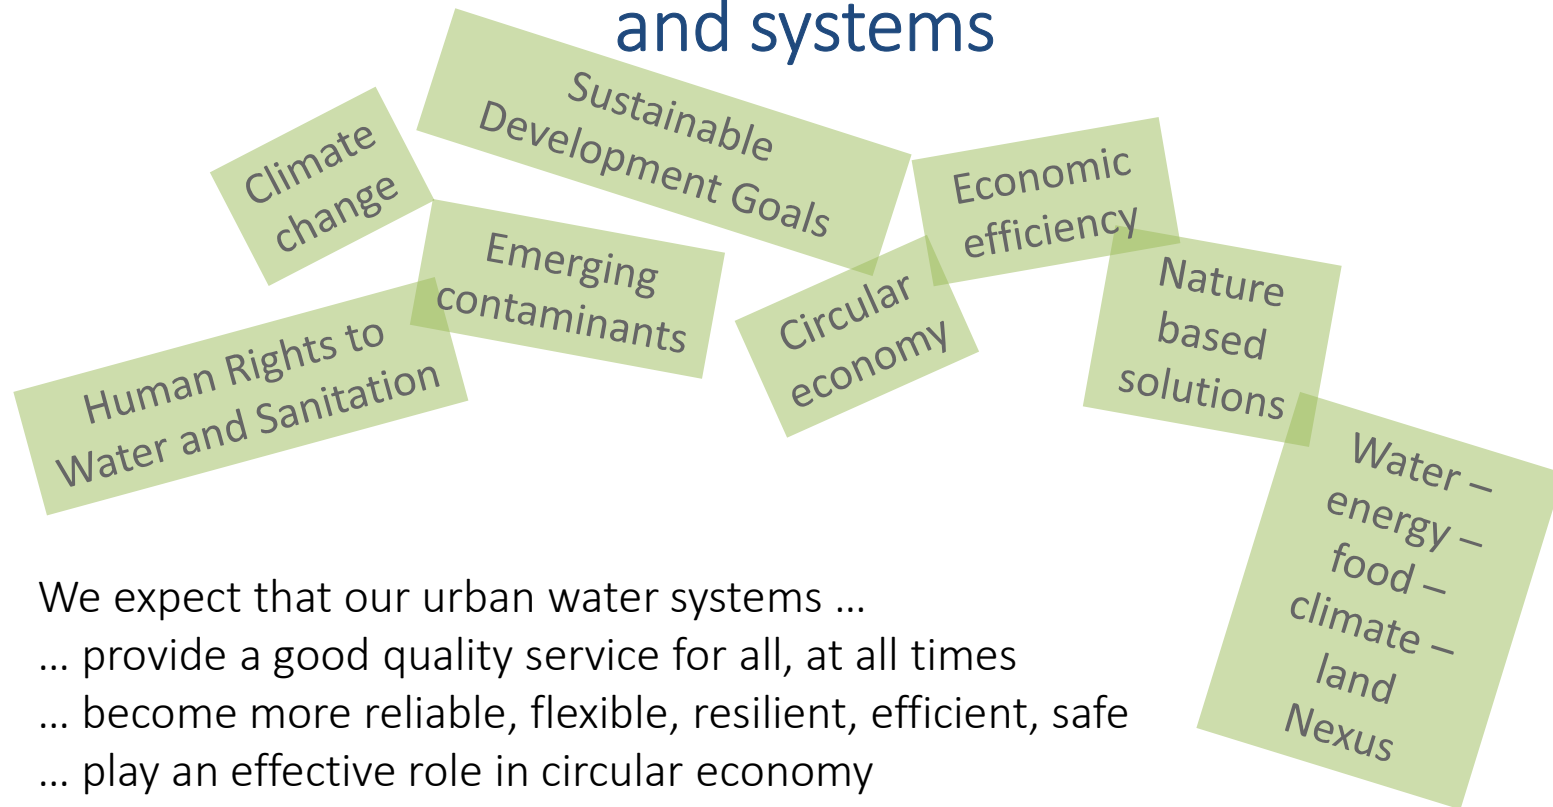 and systems
Sustainable
Development Goals
Climate
change
Economic
efficiency
Emerging
contaminants
Circular
economy
Nature
based
solutions
Human Rights to
Water and Sanitation
Water –
energy –
food –
climate –
land
Nexus
We expect that our urban water systems …
… provide a good quality service for all, at all times
… become more reliable, flexible, resilient, efficient, safe
… play an effective role in circular economy